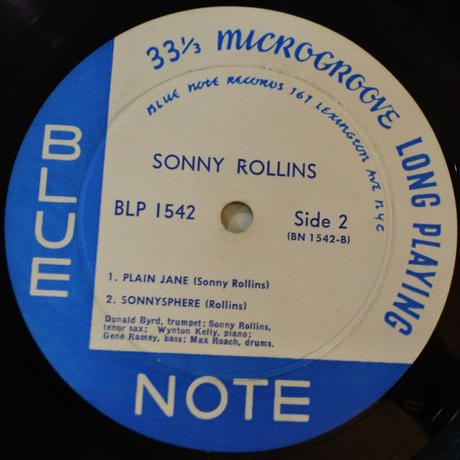 33⅓ MICROGROOVE LONG PLAYING
BLUE NOTE RECORDS 767 LEXINGTON AVE N Y C
BLUE
SONNY ROLLINS
BLP 1542
Side 2
(BN 1542-B)
1. PLAIN JANE (Sonny Rollins)
2. SONNYSPHERE (Rollins)
Donald Byrd, trumpet; Sonny Rollins,
tenor sax; Wynton Kelly, piano;
Gene Ramey, bass; Max Roach, drums.
NOTE